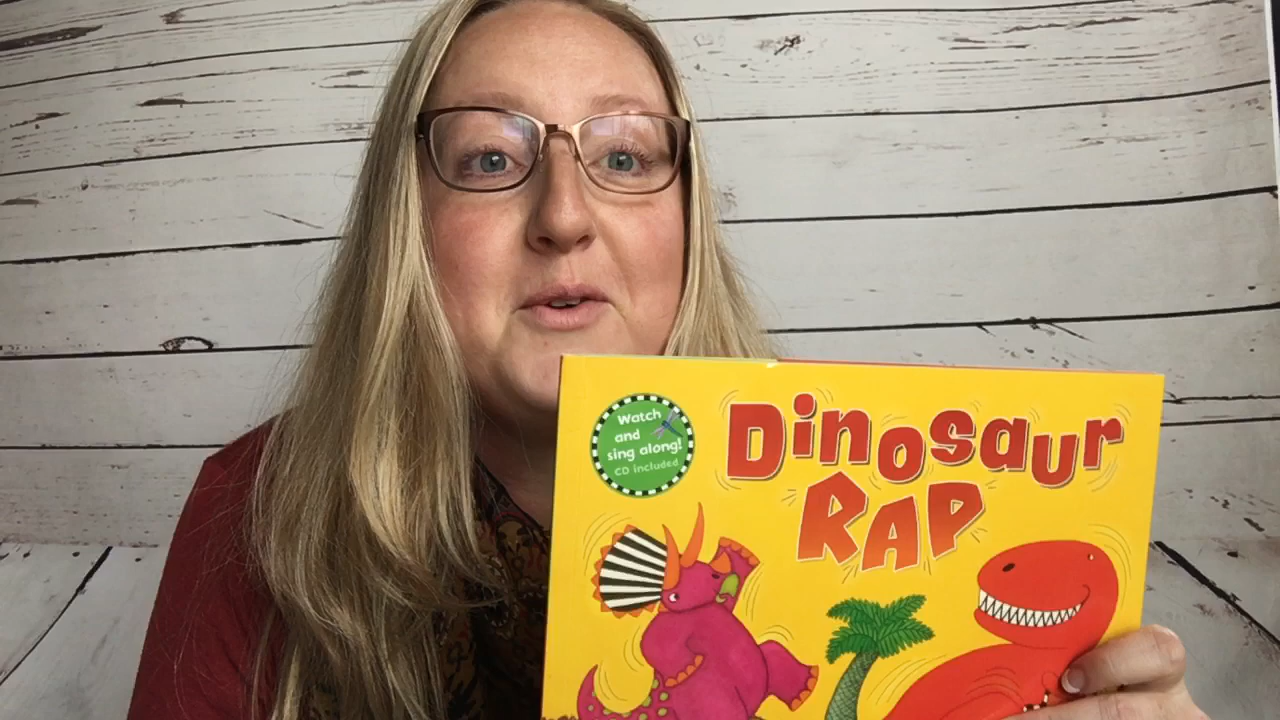 Watch
and
sing along!
CD included
Dinosaur
RAP